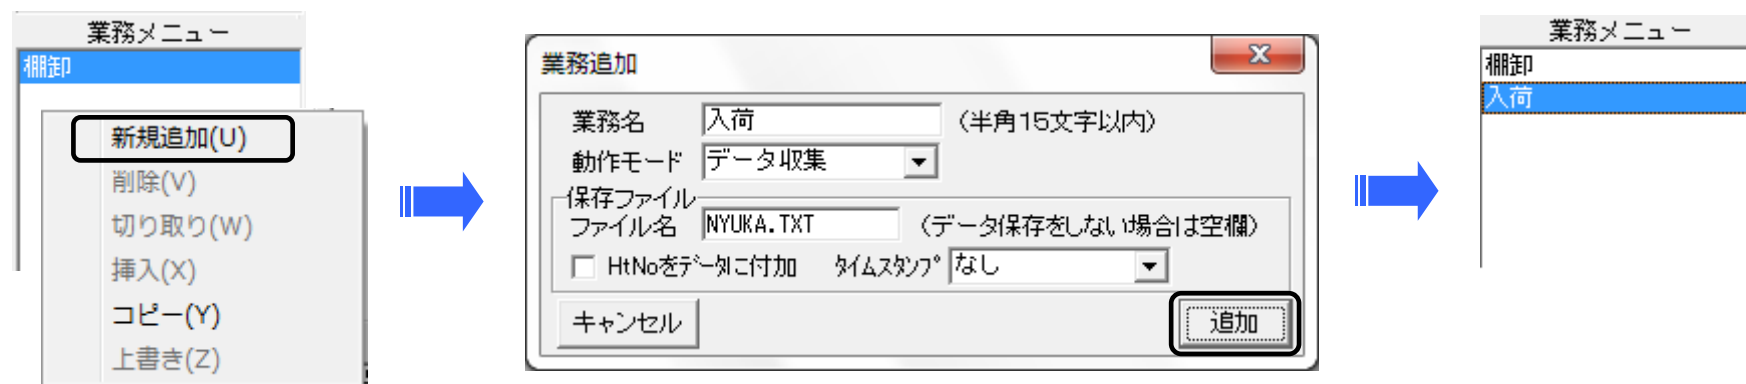 業務メニュー
棚卸
新規追加(U)
削除(V)
切り取り(W)
挿入(X)
コピー(Y)
上書き(Z)
業務追加
業務名 入荷 (半角15文字以内)
動作モード データ収集
保存ファイル
ファイル名 NYUKA.TXT (データ保存をしない場合は空欄)
HtNoをデータに付加 タイムスタンプ なし
キャンセル 追加
業務メニュー
棚卸
入荷